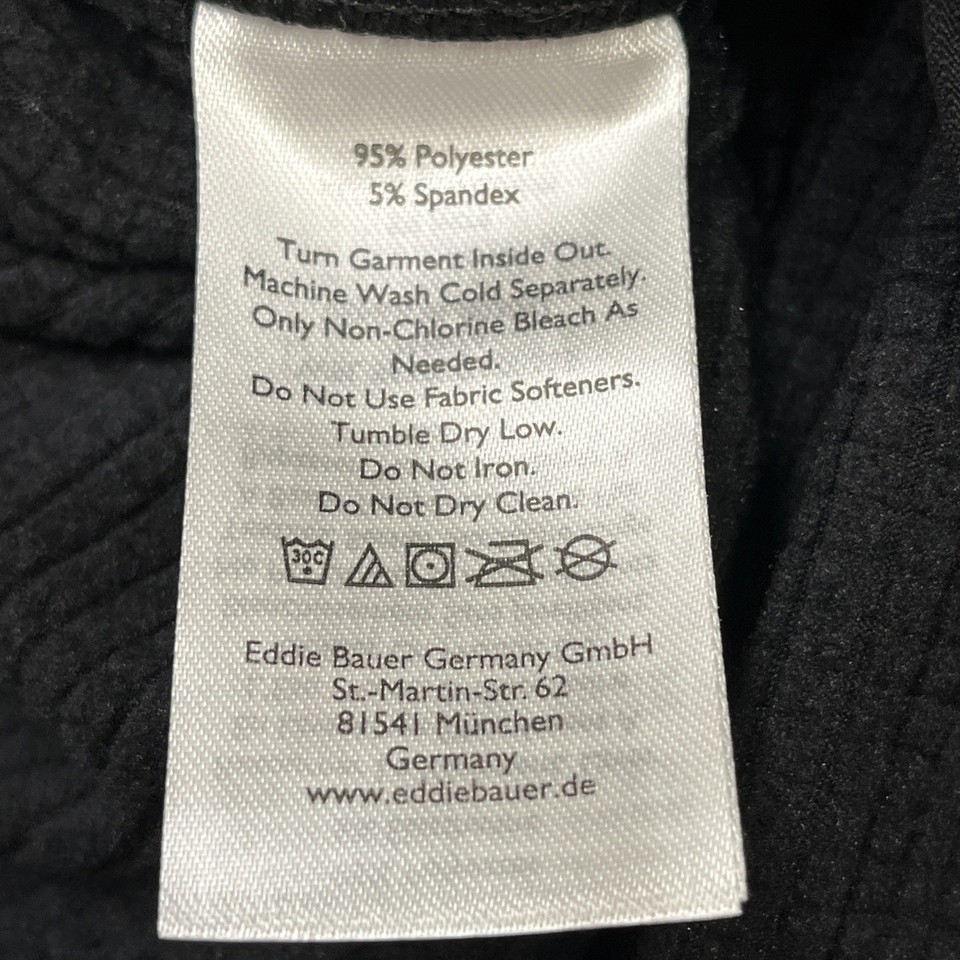 95% Polyester
5% Spandex
Turn Garment Inside Out.
Machine Wash Cold Separately.
Only Non-Chlorine Bleach As
Needed.
Do Not Use Fabric Softeners.
Tumble Dry Low.
Do Not Iron.
Do Not Dry Clean.
30C
Eddie Bauer Germany GmbH
St.-Martin-Str. 62
81541 München
Germany
www.eddiebauer.de